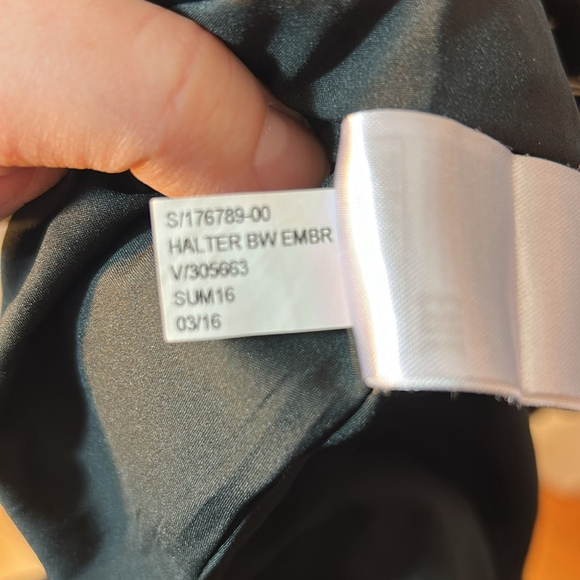 S/176789-00
HALTER BW EMBR
V/305663
SUM16
03/16